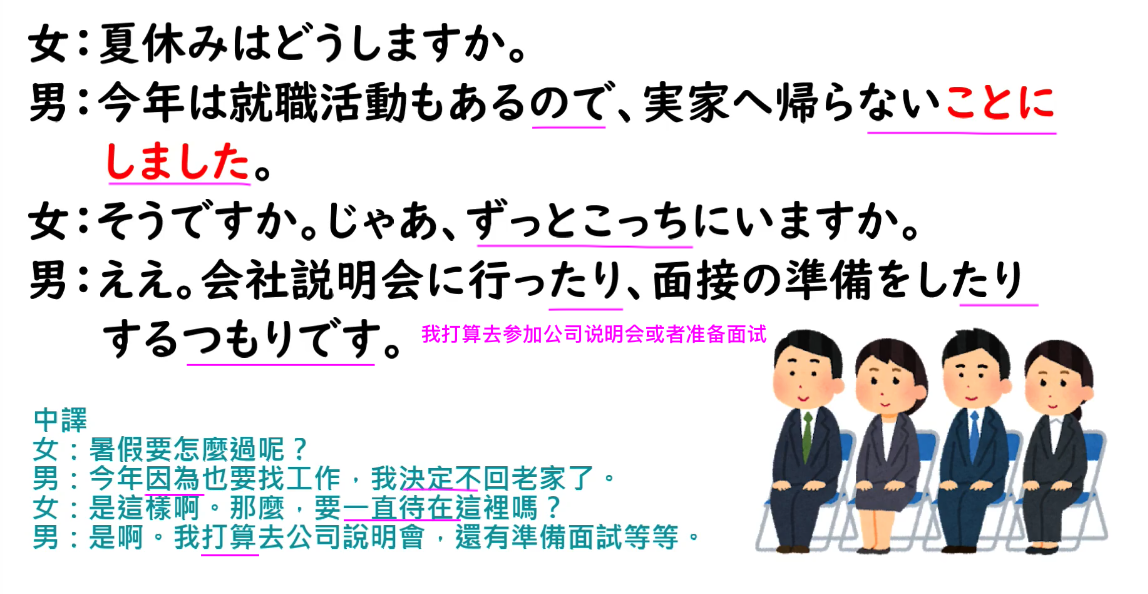 女：夏休みはどうしますか。
男：今年は就職活動もあるので、実家へ帰らないことに
しました。
女：そうですか。じゃあ、ずっとこっちにいますか。
男：ええ。会社説明会に行ったり、面接の準備をしたり
するつもりです。
我打算去参加公司说明会或者准备面试
中譯
女：暑假要怎麼過呢？
男：今年因為也要找工作，我決定不回老家了。
女：是這樣啊。那麼，要一直待在這裡嗎？
男：是啊。我打算去公司說明會，還有準備面試等等。